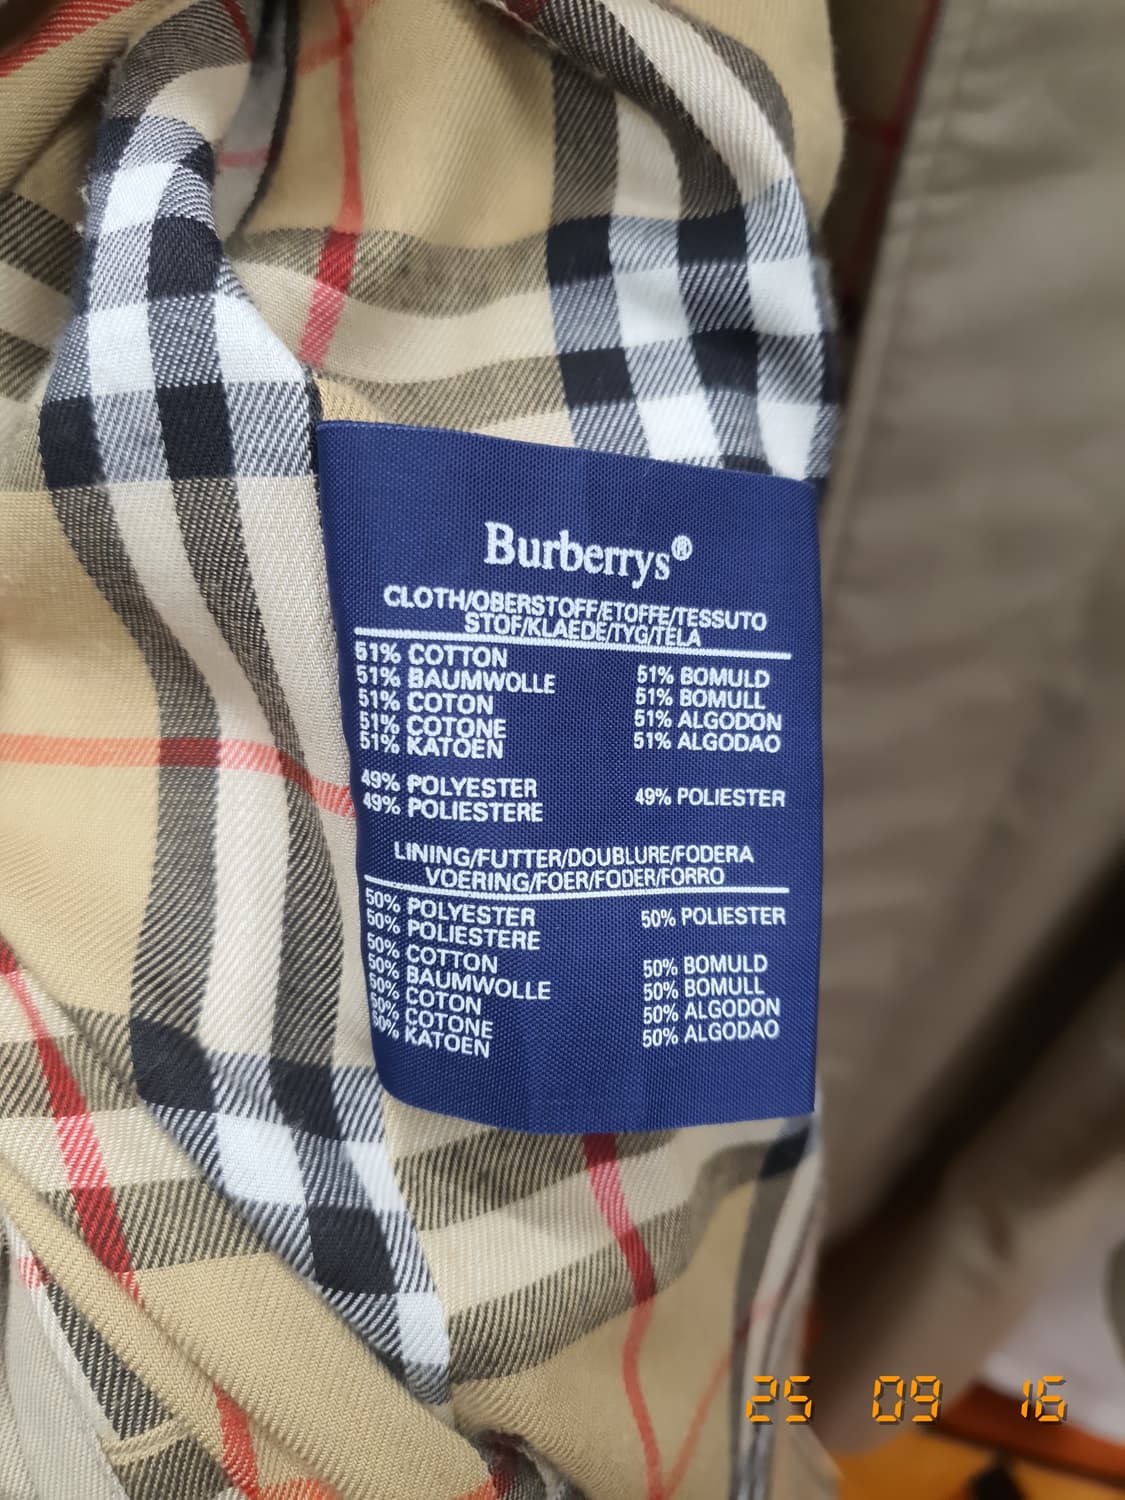 Burberrys®
CLOTH/OBERSTOFF/ETOFFE/TESSUTO
STOF/KLAEDE/TYG/TELA
51% COTTON
51% BAUMWOLLE
51% COTON
51% COTONE
51% KATOEN
51% BOMULD
51% BOMULL
51% ALGODON
51% ALGODAO
49% POLYESTER
49% POLIESTERE
49% POLIESTER
LINING/FUTTER/DOUBLURE/FODERA
VOERING/FOER/FODER/FORRO
50% POLYESTER
50% POLIESTERE
50% COTTON
50% BAUMWOLLE
50% COTON
50% COTONE
50% KATOEN
50% POLIESTER
50% BOMULD
50% BOMULL
50% ALGODON
50% ALGODAO
25 09 16